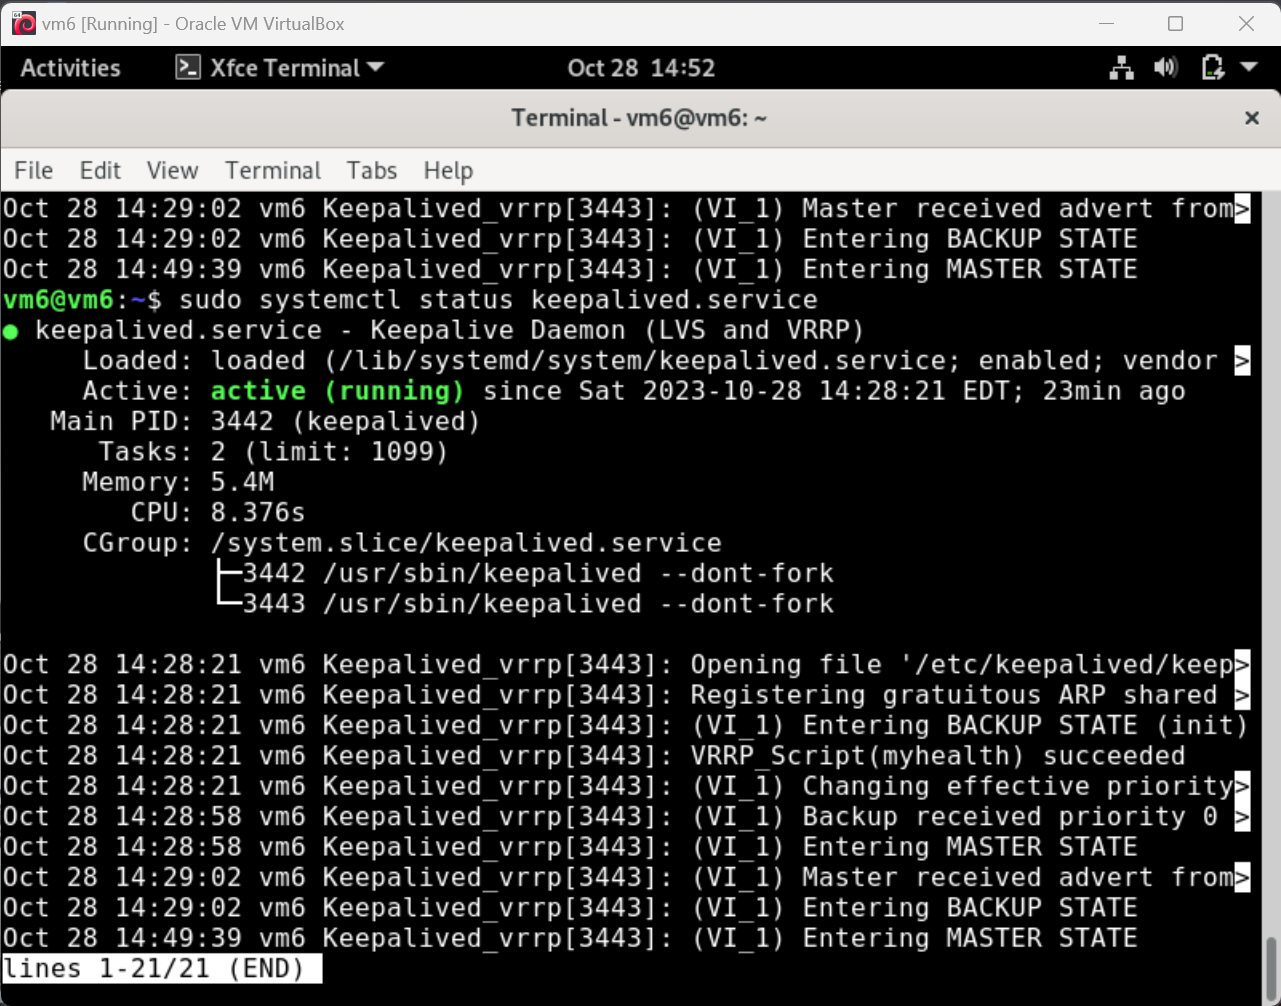 vm6 [Running] - Oracle VM VirtualBox
Activities Xfce Terminal Oct 28 14:52
Terminal - vm6@vm6: ~
File Edit View Terminal Tabs Help
Oct 28 14:29:02 vm6 Keepalived_vrrp[3443]: (VI_1) Master received advert from>
Oct 28 14:29:02 vm6 Keepalived_vrrp[3443]: (VI_1) Entering BACKUP STATE
Oct 28 14:49:39 vm6 Keepalived_vrrp[3443]: (VI_1) Entering MASTER STATE
vm6@vm6:~$ sudo systemctl status keepalived.service
● keepalived.service - Keepalive Daemon (LVS and VRRP)
Loaded: loaded (/lib/systemd/system/keepalived.service; enabled; vendor >
Active: active (running) since Sat 2023-10-28 14:28:21 EDT; 23min ago
Main PID: 3442 (keepalived)
Tasks: 2 (limit: 1099)
Memory: 5.4M
CPU: 8.376s
CGroup: /system.slice/keepalived.service
├─3442 /usr/sbin/keepalived --dont-fork
└─3443 /usr/sbin/keepalived --dont-fork
Oct 28 14:28:21 vm6 Keepalived_vrrp[3443]: Opening file '/etc/keepalived/keep>
Oct 28 14:28:21 vm6 Keepalived_vrrp[3443]: Registering gratuitous ARP shared >
Oct 28 14:28:21 vm6 Keepalived_vrrp[3443]: (VI_1) Entering BACKUP STATE (init)
Oct 28 14:28:21 vm6 Keepalived_vrrp[3443]: VRRP_Script(myhealth) succeeded
Oct 28 14:28:21 vm6 Keepalived_vrrp[3443]: (VI_1) Changing effective priority>
Oct 28 14:28:58 vm6 Keepalived_vrrp[3443]: (VI_1) Backup received priority 0 >
Oct 28 14:28:58 vm6 Keepalived_vrrp[3443]: (VI_1) Entering MASTER STATE
Oct 28 14:29:02 vm6 Keepalived_vrrp[3443]: (VI_1) Master received advert from>
Oct 28 14:29:02 vm6 Keepalived_vrrp[3443]: (VI_1) Entering BACKUP STATE
Oct 28 14:49:39 vm6 Keepalived_vrrp[3443]: (VI_1) Entering MASTER STATE
lines 1-21/21 (END)